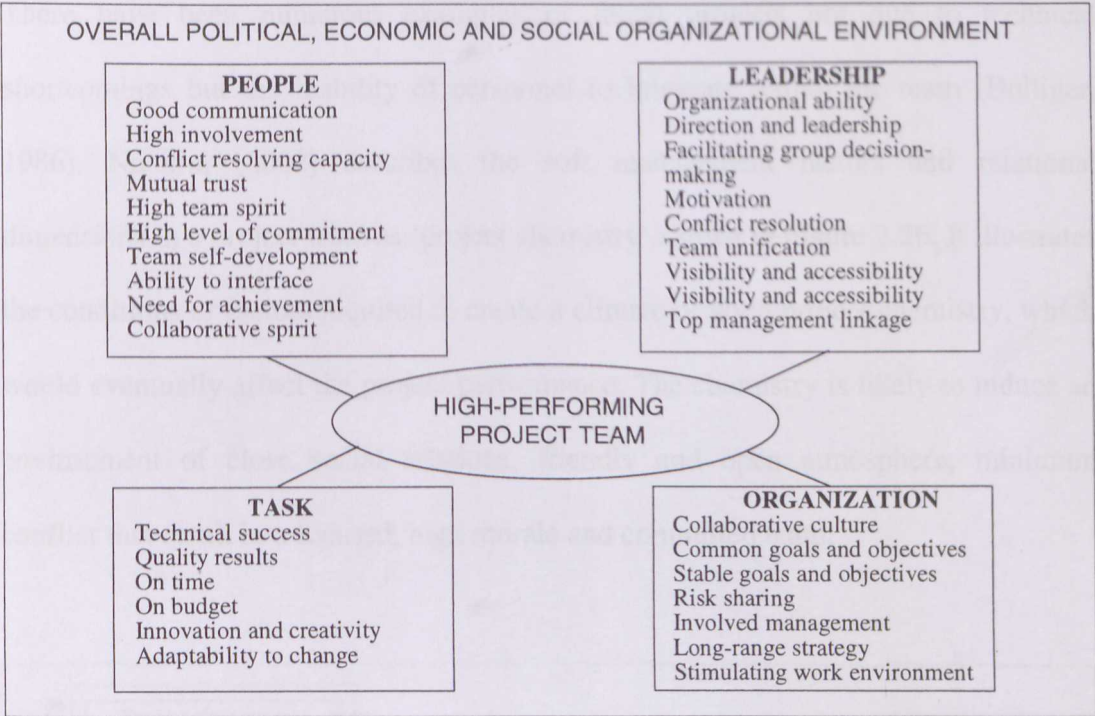 OVERALL POLITICAL, ECONOMIC AND SOCIAL ORGANIZATIONAL ENVIRONMENT
PEOPLE
Good communication
High involvement
Conflict resolving capacity
Mutual trust
High team spirit
High level of commitment
Team self-development
Ability to interface
Need for achievement
Collaborative spirit
LEADERSHIP
Organizational ability
Direction and leadership
Facilitating group decision-
making
Motivation
Conflict resolution
Team unification
Visibility and accessibility
Visibility and accessibility
Top management linkage
HIGH-PERFORMING
PROJECT TEAM
TASK
Technical success
Quality results
On time
On budget
Innovation and creativity
Adaptability to change
ORGANIZATION
Collaborative culture
Common goals and objectives
Stable goals and objectives
Risk sharing
Involved management
Long-range strategy
Stimulating work environment